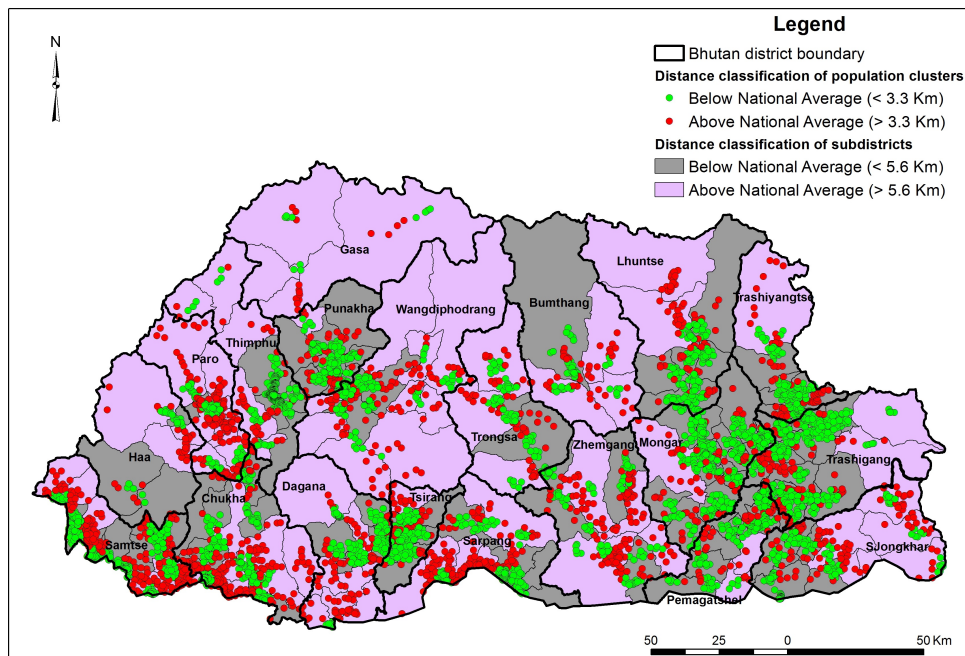 Legend
N
Bhutan district boundary
Distance classification of population clusters
Below National Average (< 3.3 Km)
Above National Average (> 3.3 Km)
Distance classification of subdistricts
Below National Average (< 5.6 Km)
Above National Average (> 5.6 Km)
Gasa
Lhuntse
Trashiyangtse
Bumthang
Punakha
Wangdiphodrang
Thimphu
Paro
Trongsa
Zhemgang
Mongar
Haa
Trashigang
Dagana
Chukha
Tsirang
Samtse
Sarpang
SJongkhar
Pemagatshel
50 25 0 50 Km